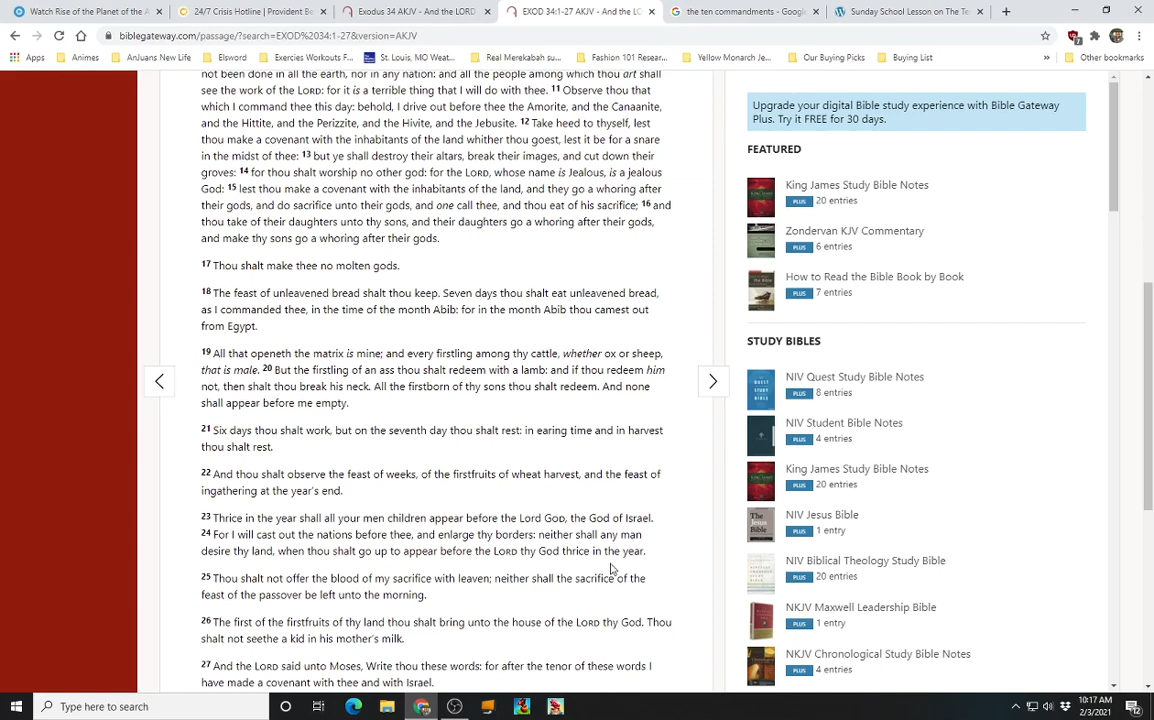 Watch Rise of the Planet of the A
24/7 Crisis Hotline | Provident Be
Exodus 34 AKJV - And the LORD
EXOD 34:1-27 AKJV - And the LO
the ten commandments - Google
Sunday School Lesson on The Te
biblegateway.com/passage/?search=EXOD%2034:1-27&version=AKJV
Apps
Animes
AnJuans New Life
Elsword
Exercies Workouts F...
St. Louis, MO Weat...
Real Merekabah su...
Fashion 101 Resear...
Yellow Monarch Je...
Our Buying Picks
Buying List
»
Other bookmarks
not been done in all the earth, nor in any nation: and all the people among which thou art shall
see the work of the LORD: for it is a terrible thing that I will do with thee. 11 Observe thou that
which I command thee this day: behold, I drive out before thee the Amorite, and the Canaanite,
and the Hittite, and the Perizzite, and the Hivite, and the Jebusite. 12 Take heed to thyself, lest
thou make a covenant with the inhabitants of the land whither thou goest, lest it be for a snare
in the midst of thee: 13 but ye shall destroy their altars, break their images, and cut down their
groves: 14 for thou shalt worship no other god: for the LORD, whose name is Jealous, is a jealous
God: 15 lest thou make a covenant with the inhabitants of the land, and they go a whoring after
their gods, and do sacrifice unto their gods, and one call thee, and thou eat of his sacrifice; 16 and
thou take of their daughters unto thy sons, and their daughters go a whoring after their gods,
and make thy sons go a whoring after their gods.
17 Thou shalt make thee no molten gods.
18 The feast of unleavened bread shalt thou keep. Seven days thou shalt eat unleavened bread,
as I commanded thee, in the time of the month Abib: for in the month Abib thou camest out
from Egypt.
19 All that openeth the matrix is mine; and every firstling among thy cattle, whether ox or sheep,
that is male. 20 But the firstling of an ass thou shalt redeem with a lamb: and if thou redeem him
not, then shalt thou break his neck. All the firstborn of thy sons thou shalt redeem. And none
shall appear before me empty.
21 Six days thou shalt work, but on the seventh day thou shalt rest: in earing time and in harvest
thou shalt rest.
22 And thou shalt observe the feast of weeks, of the firstfruits of wheat harvest, and the feast of
ingathering at the year's end.
23 Thrice in the year shall all your men children appear before the Lord GOD, the God of Israel.
24 For I will cast out the nations before thee, and enlarge thy borders: neither shall any man
desire thy land, when thou shalt go up to appear before the LORD thy God thrice in the year.
25 Thou shalt not offer the blood of my sacrifice with leaven; neither shall the sacrifice of the
feast of the passover be left unto the morning.
26 The first of the firstfruits of thy land thou shalt bring unto the house of the LORD thy God. Thou
shalt not seethe a kid in his mother's milk.
27 And the LORD said unto Moses, Write thou these words: for after the tenor of these words I
have made a covenant with thee and with Israel.
Upgrade your digital Bible study experience with Bible Gateway
Plus. Try it FREE for 30 days.
FEATURED
King James Study Bible Notes
PLUS 20 entries
Zondervan KJV Commentary
PLUS 6 entries
How to Read the Bible Book by Book
PLUS 7 entries
STUDY BIBLES
NIV Quest Study Bible Notes
PLUS 8 entries
NIV Student Bible Notes
PLUS 4 entries
King James Study Bible Notes
PLUS 20 entries
The Jesus Bible
NIV Jesus Bible
PLUS 1 entry
NIV Biblical Theology Study Bible
PLUS 20 entries
NKJV Maxwell Leadership Bible
PLUS 1 entry
NKJV Chronological Study Bible Notes
PLUS 4 entries
Type here to search
10:17 AM
2/3/2021
12